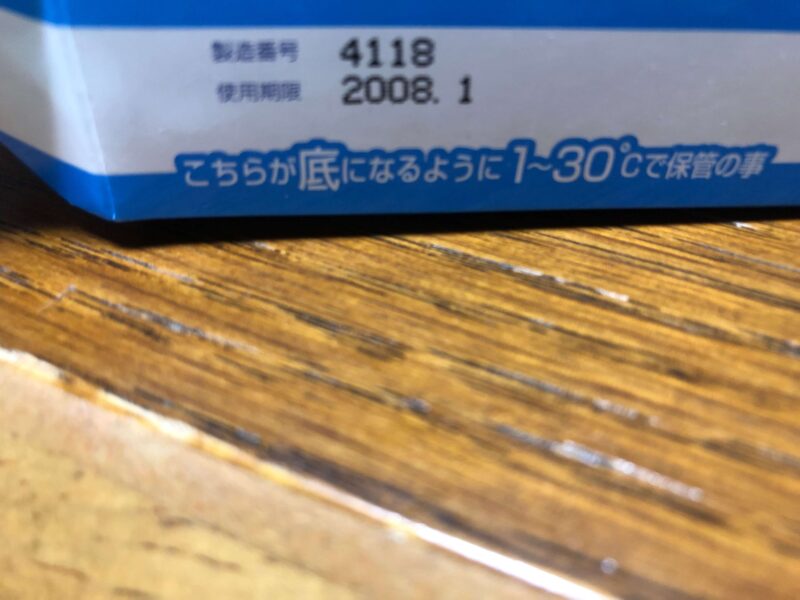 製造番号 4118
使用期限 2008. 1
こちらが底になるように1~30℃で保管の事